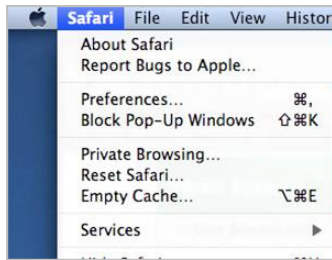 Safari File Edit View Histor
About Safari
Report Bugs to Apple...
Preferences... ⌘,
Block Pop-Up Windows ⇧⌘K
Private Browsing...
Reset Safari...
Empty Cache... ⌥⌘E
Services